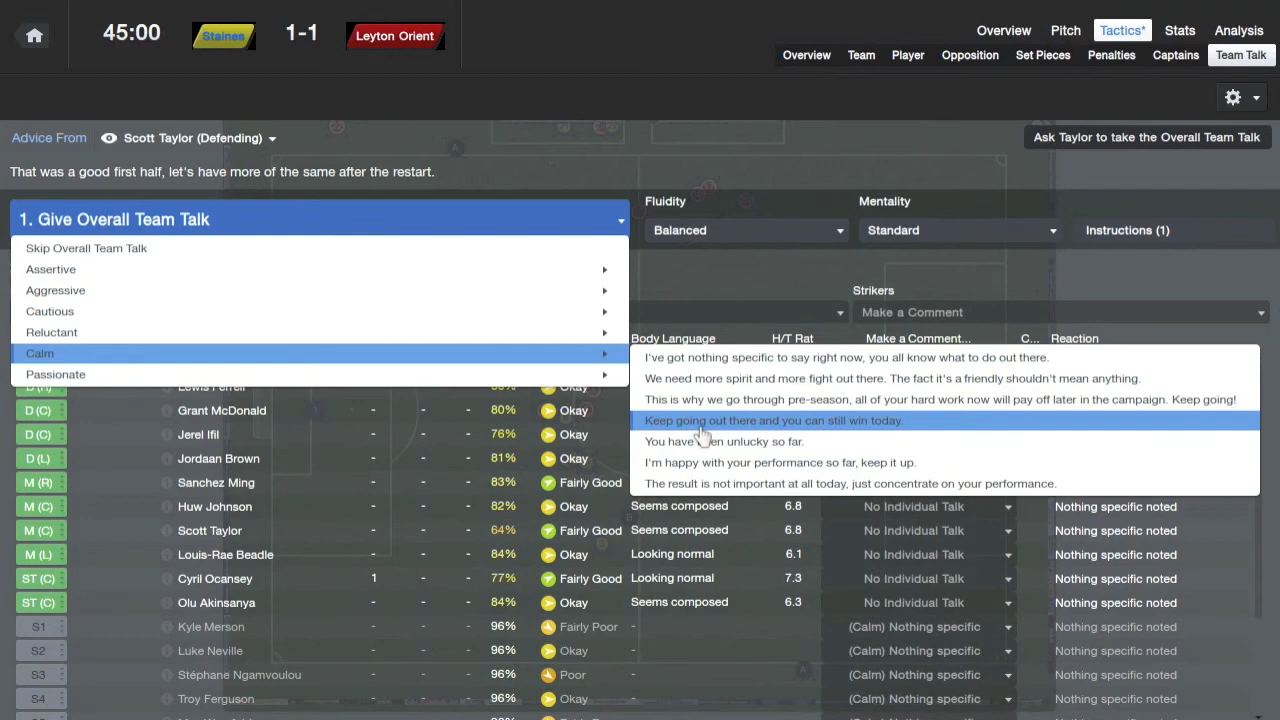 45:00 Staines 1-1 Leyton Orient
Overview Pitch Tactics* Stats Analysis
Overview Team Player Opposition Set Pieces Penalties Captains Team Talk
Advice From Scott Taylor (Defending) Ask Taylor to take the Overall Team Talk
That was a good first half, let's have more of the same after the restart.
1. Give Overall Team Talk
Fluidity Mentality
Balanced Standard Instructions (1)
Skip Overall Team Talk
Assertive
Aggressive
Cautious
Reluctant
Calm
Passionate
Strikers
Make a Comment
Body Language H/T Rat Make a Comment... C... Reaction
I've got nothing specific to say right now, you all know what to do out there.
We need more spirit and more fight out there. The fact it's a friendly shouldn't mean anything.
This is why we go through pre-season, all of your hard work now will pay off later in the campaign. Keep going!
Keep going out there and you can still win today.
You have been unlucky so far.
I'm happy with your performance so far, keep it up.
The result is not important at all today, just concentrate on your performance.
D (R) Lewis Ferrell - - Okay
D (C) Grant McDonald - - - 80% Okay
D (C) Jerel Ifil - - - 76% Okay
D (L) Jordaan Brown - - - 81% Okay
M (R) Sanchez Ming - - - 83% Fairly Good
M (C) Huw Johnson - - - 82% Okay Seems composed 6.8 No Individual Talk Nothing specific noted
M (C) Scott Taylor - - - 64% Fairly Good Seems composed 6.8 No Individual Talk Nothing specific noted
M (L) Louis-Rae Beadle - - - 84% Okay Looking normal 6.1 No Individual Talk Nothing specific noted
ST (C) Cyril Ocansey 1 - - 77% Fairly Good Looking normal 7.3 No Individual Talk Nothing specific noted
ST (C) Olu Akinsanya - - - 84% Okay Seems composed 6.3 No Individual Talk Nothing specific noted
S1 Kyle Merson - - - 96% Fairly Poor - (Calm) Nothing specific Nothing specific noted
S2 Luke Neville - - - 96% Okay - (Calm) Nothing specific Nothing specific noted
S3 Stéphane Ngamvoulou - - - 96% Poor - (Calm) Nothing specific Nothing specific noted
S4 Troy Ferguson - - - 96% Okay - (Calm) Nothing specific Nothing specific noted